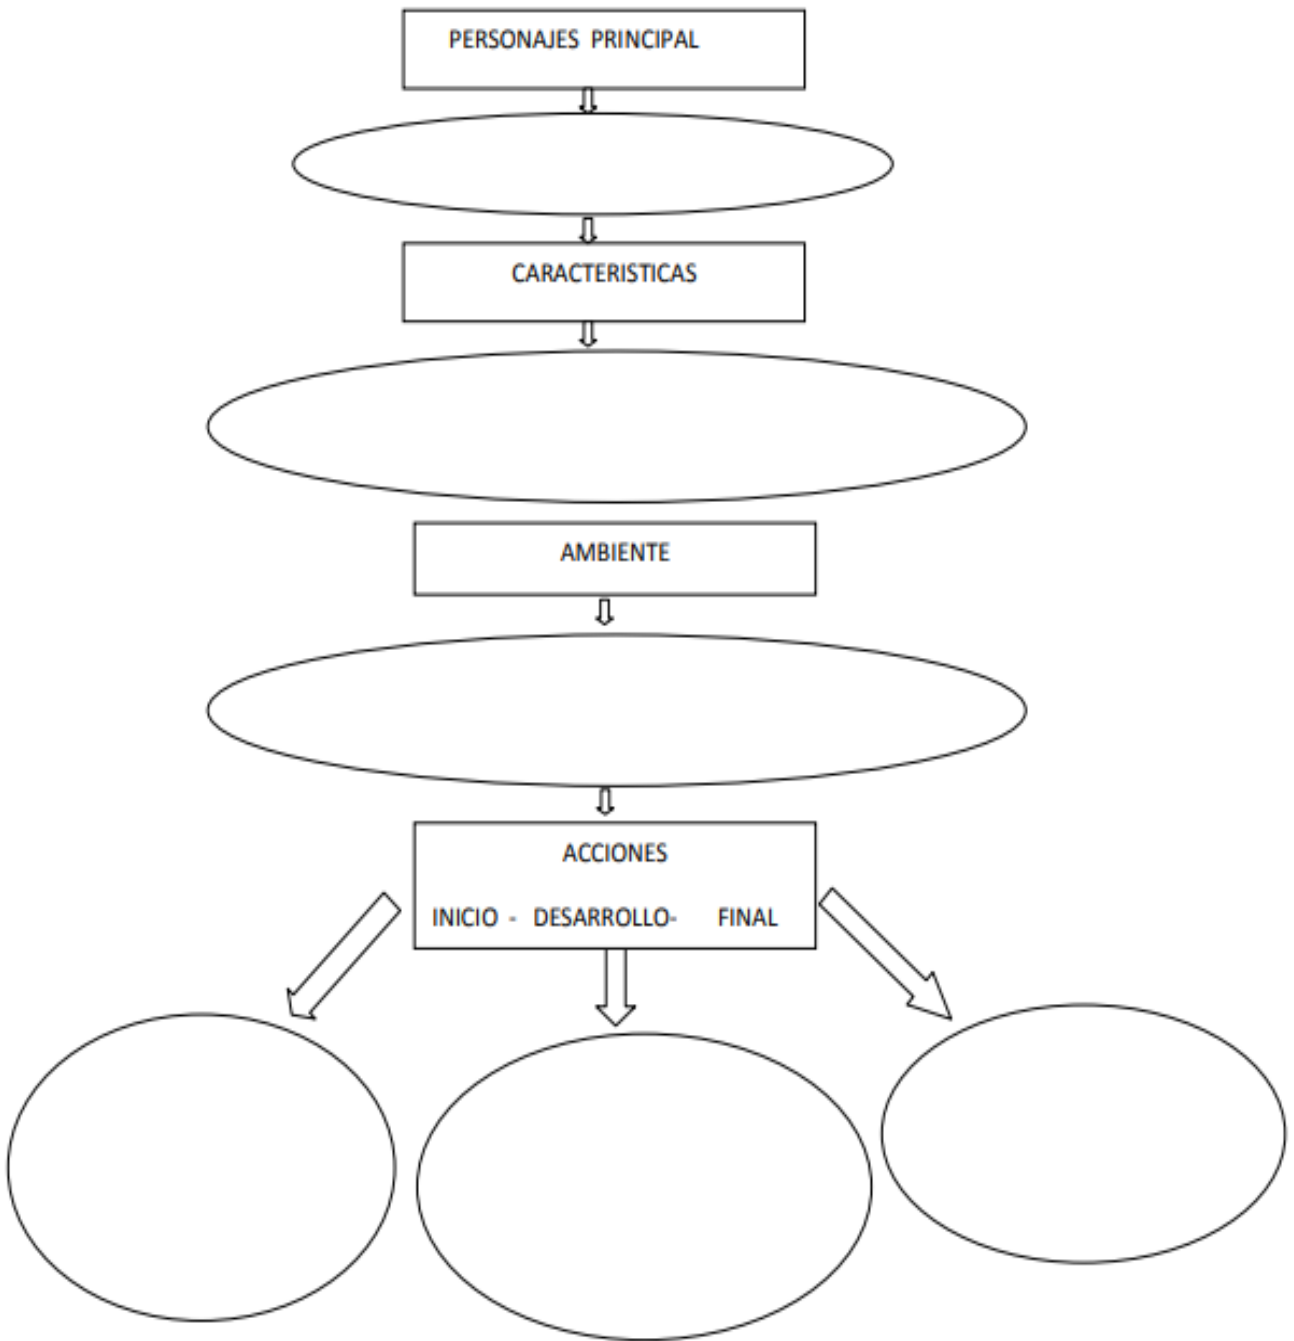 PERSONAJES PRINCIPAL
CARACTERISTICAS
AMBIENTE
ACCIONES
INICIO - DESARROLLO- FINAL